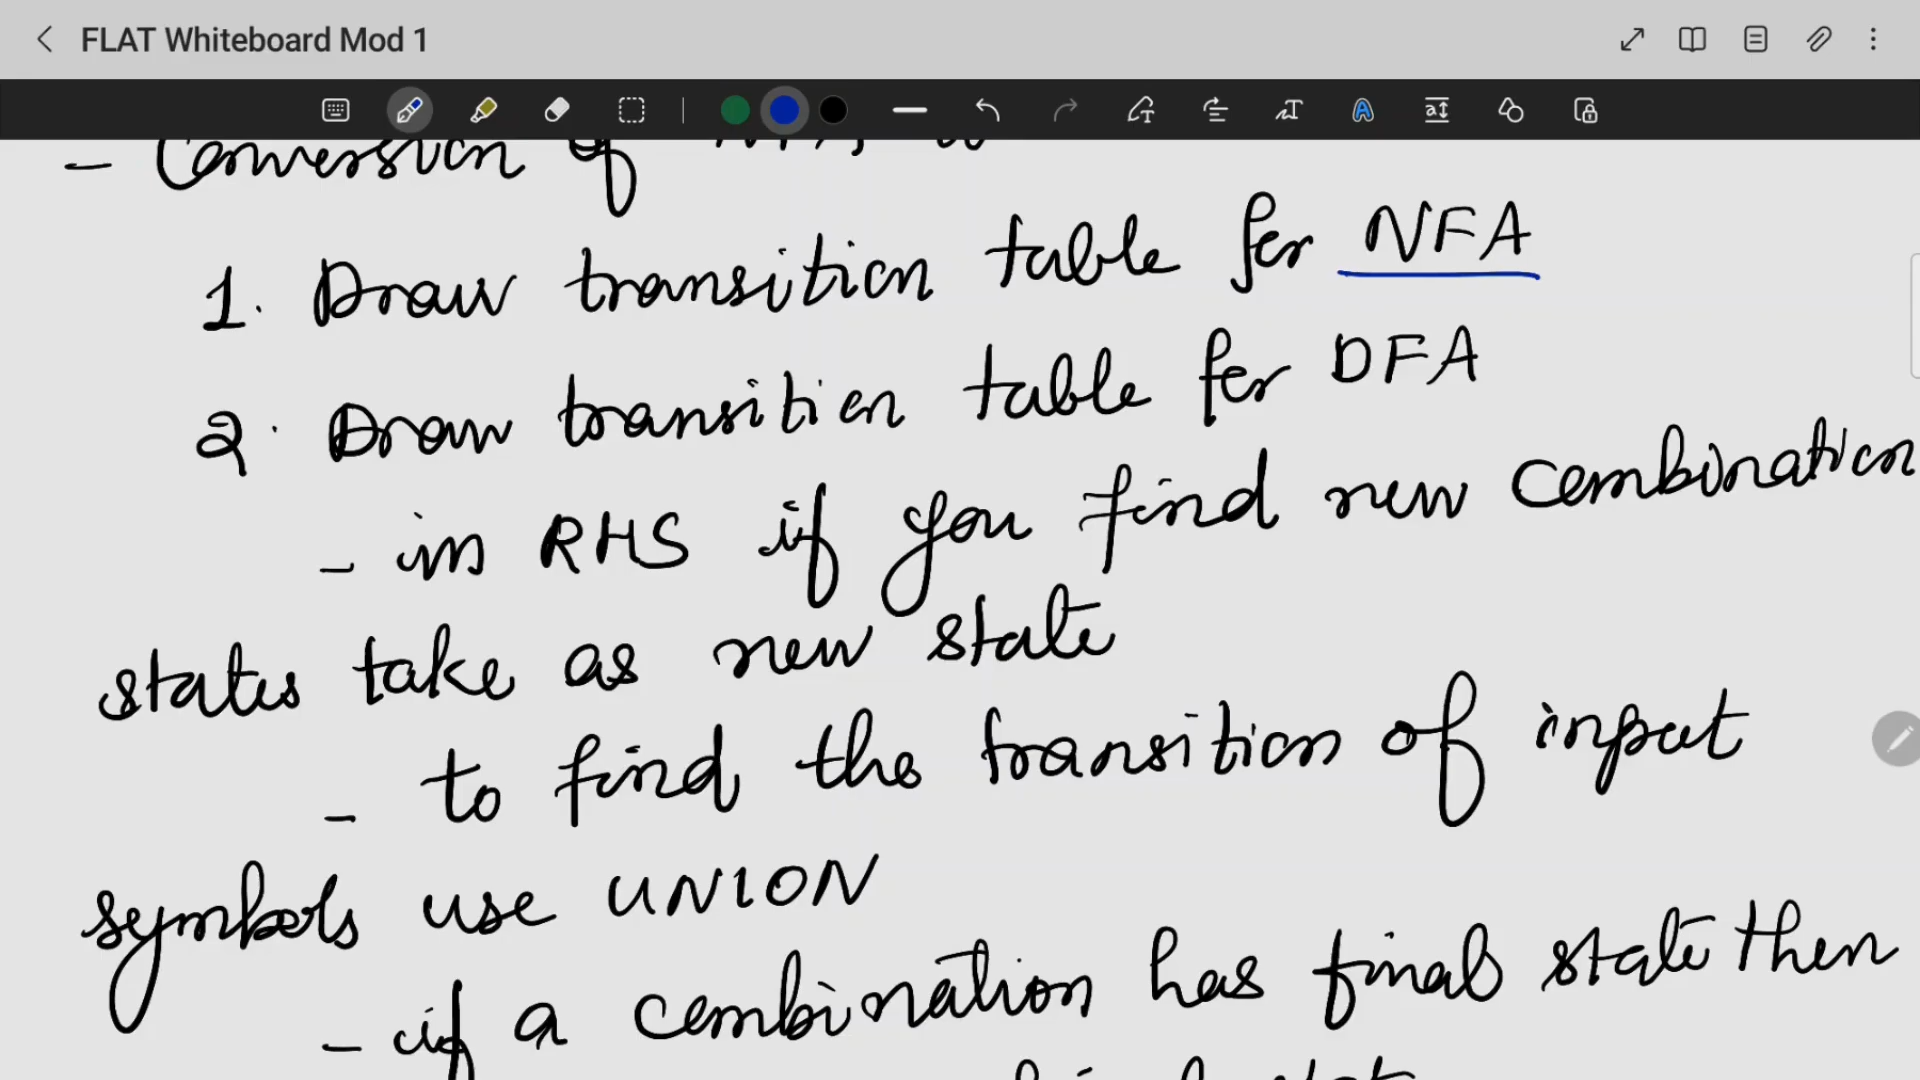 FLAT Whiteboard Mod 1
- Conversion of
1. Draw transition table for NFA
2. Draw transition table for DFA
- in RHS if you find new combination
states take as new state
- to find the transition of input
symbols use UNION
- if a combination has final state then